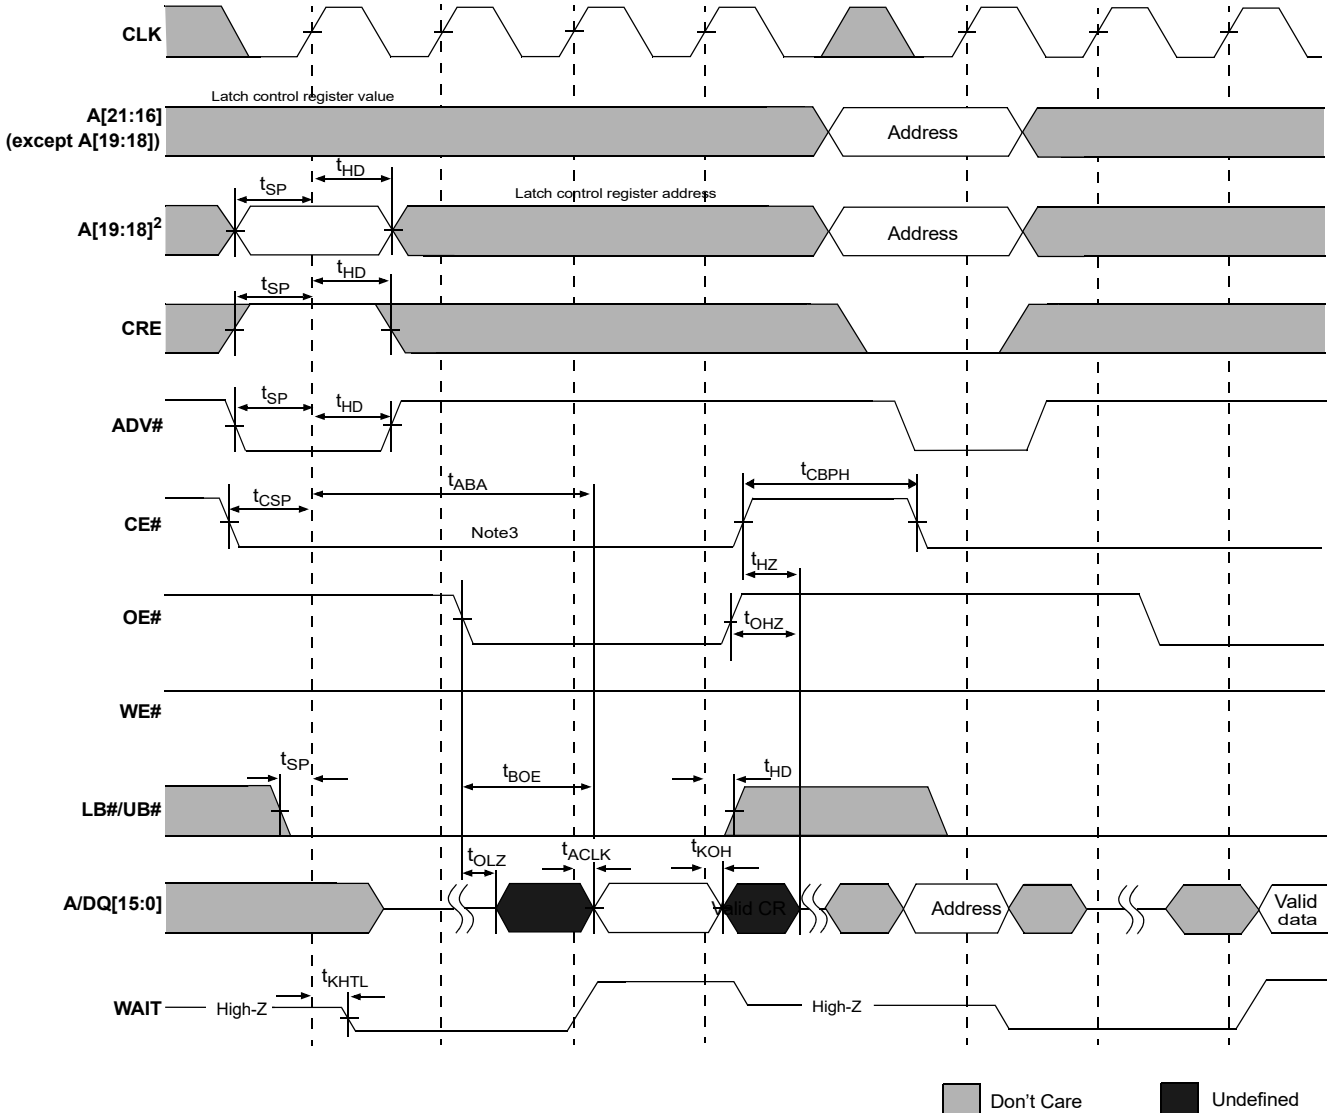 CLK
Latch control register value
A[21:16]
(except A[19:18])
Address
tSP
tHD
Latch control register address
A[19:18]2
Address
tSP
tHD
CRE
tSP
tHD
ADV#
tCSP
tABA
tCBPH
CE#
Note3
tHZ
OE#
tOHZ
WE#
tSP
tBOE
tHD
LB#/UB#
tOLZ
tACLK
tKOH
A/DQ[15:0]
Valid CR
Address
Valid
data
tKHTL
WAIT
High-Z
High-Z
Don't Care
Undefined